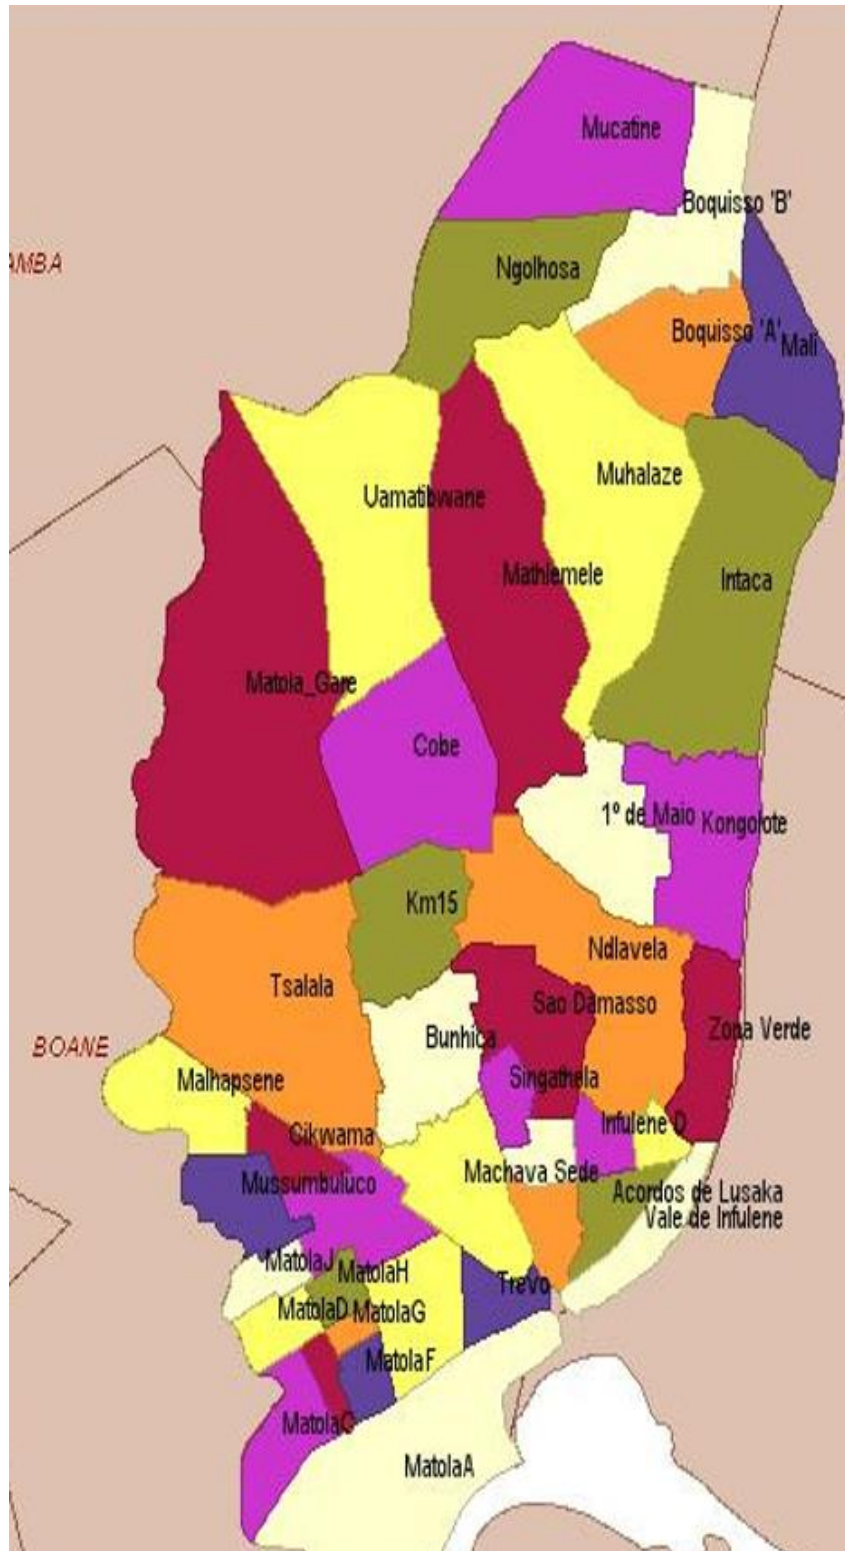 Mucatine
Boquisso 'B'
AMBA
Ngolhosa
Boquisso 'A'
Mali
Muhalaze
Uamatibwane
Mathlemele
Intaca
Matola_Gare
Cobe
1º de Maio
Kongolote
Km15
Ndlavela
Tsalala
Sao Damasso
Zona Verde
Bunhica
BOANE
Malhapsene
Singathela
Infulene D
Cikwama
Machava Sede
Mussumbuluco
Acordos de Lusaka
Vale de Infulene
MatolaJ
MatolaH
Trevo
MatolaD
MatolaG
MatolaF
MatolaC
MatolaA